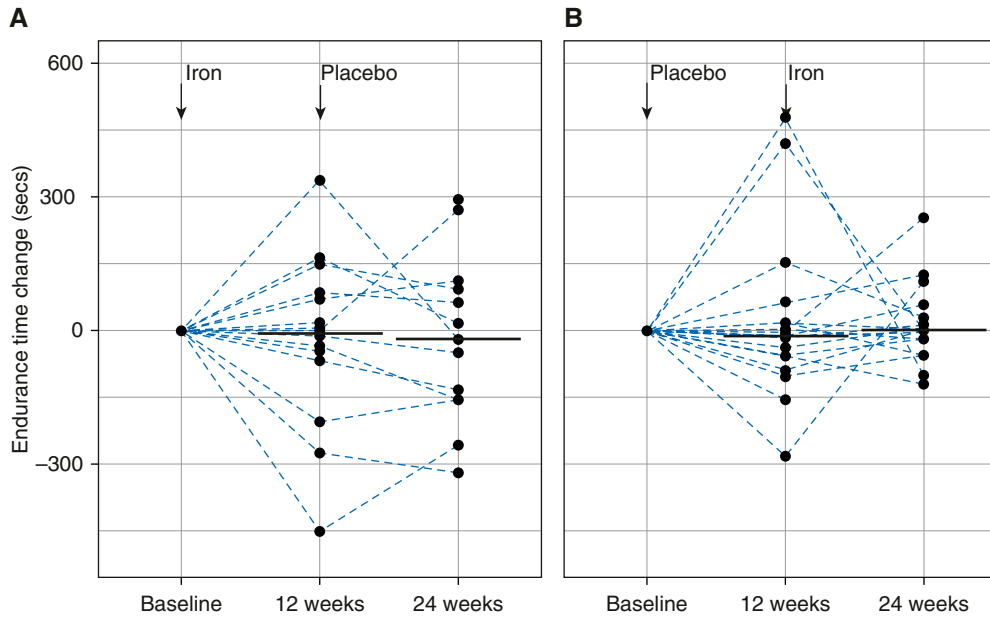 A
B
600
300
0
–300
Endurance time change (secs)
Iron
Placebo
Baseline
12 weeks
24 weeks
Placebo
Iron
Baseline
12 weeks
24 weeks